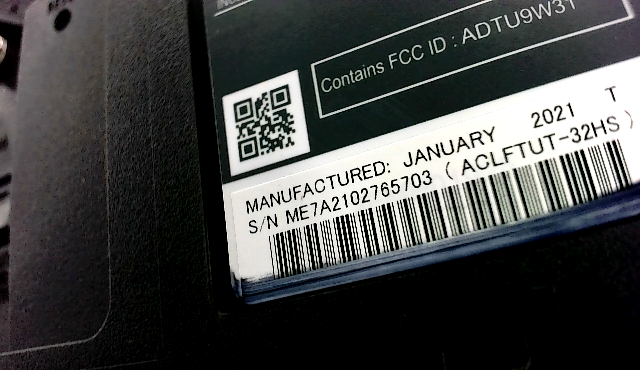 Contains FCC ID : ADTU9W31
MANUFACTURED: JANUARY 2021 T
S/N ME7A2102765703 ( ACLFTUT-32HS )